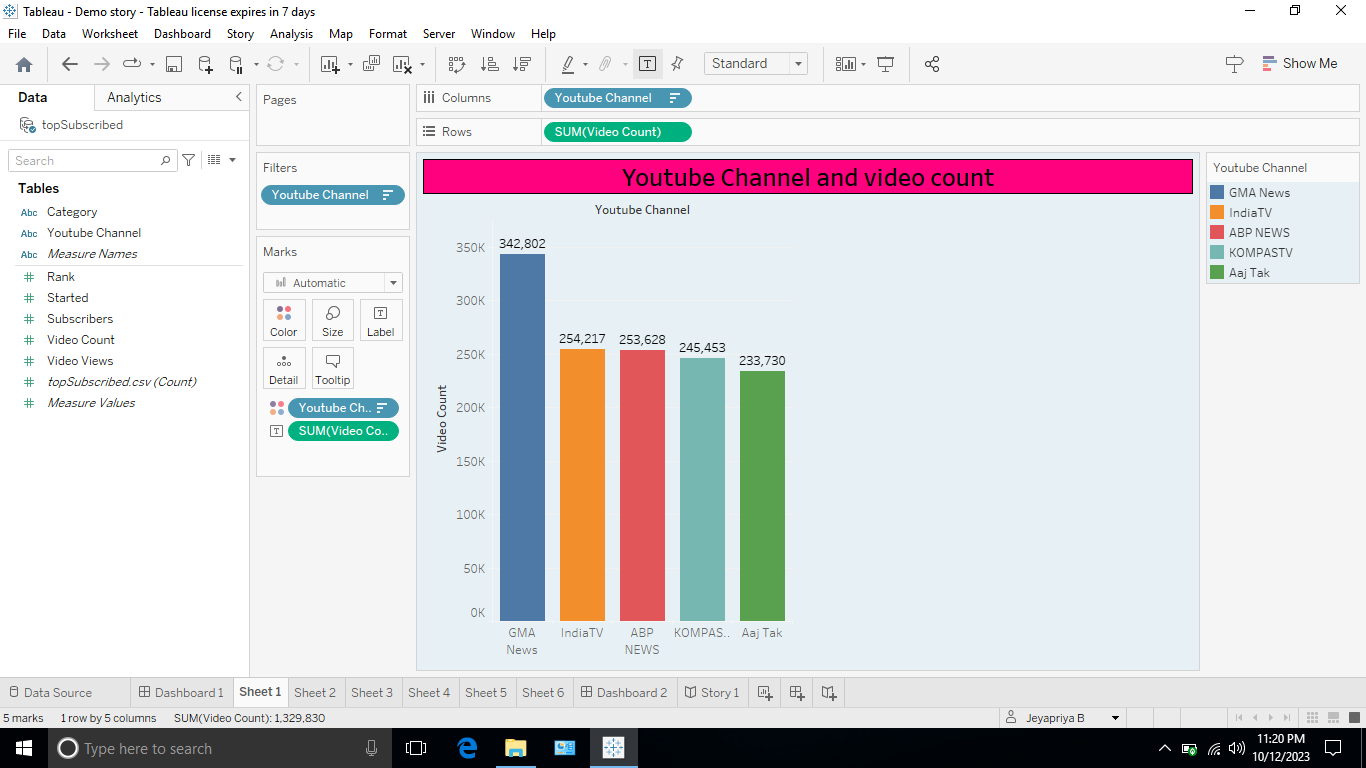 Tableau - Demo story - Tableau license expires in 7 days
File Data Worksheet Dashboard Story Analysis Map Format Server Window Help
Standard
Show Me
Data Analytics
topSubscribed
Search
Tables
Abc Category
Abc Youtube Channel
Abc Measure Names
# Rank
# Started
# Subscribers
# Video Count
# Video Views
# topSubscribed.csv (Count)
# Measure Values
Pages
Filters
Youtube Channel
Marks
Automatic
Color Size Label
Detail Tooltip
Youtube Ch..
SUM(Video Co..
Columns Youtube Channel
Rows SUM(Video Count)
Youtube Channel and video count
Youtube Channel
Video Count
350K
300K
250K
200K
150K
100K
50K
0K
342,802
254,217
253,628
245,453
233,730
GMA News
IndiaTV
ABP NEWS
KOMPAS..
Aaj Tak
Youtube Channel
GMA News
IndiaTV
ABP NEWS
KOMPASTV
Aaj Tak
Data Source Dashboard 1 Sheet 1 Sheet 2 Sheet 3 Sheet 4 Sheet 5 Sheet 6 Dashboard 2 Story 1
5 marks 1 row by 5 columns SUM(Video Count): 1,329,830
Jeyapriya B
Type here to search
11:20 PM
10/12/2023